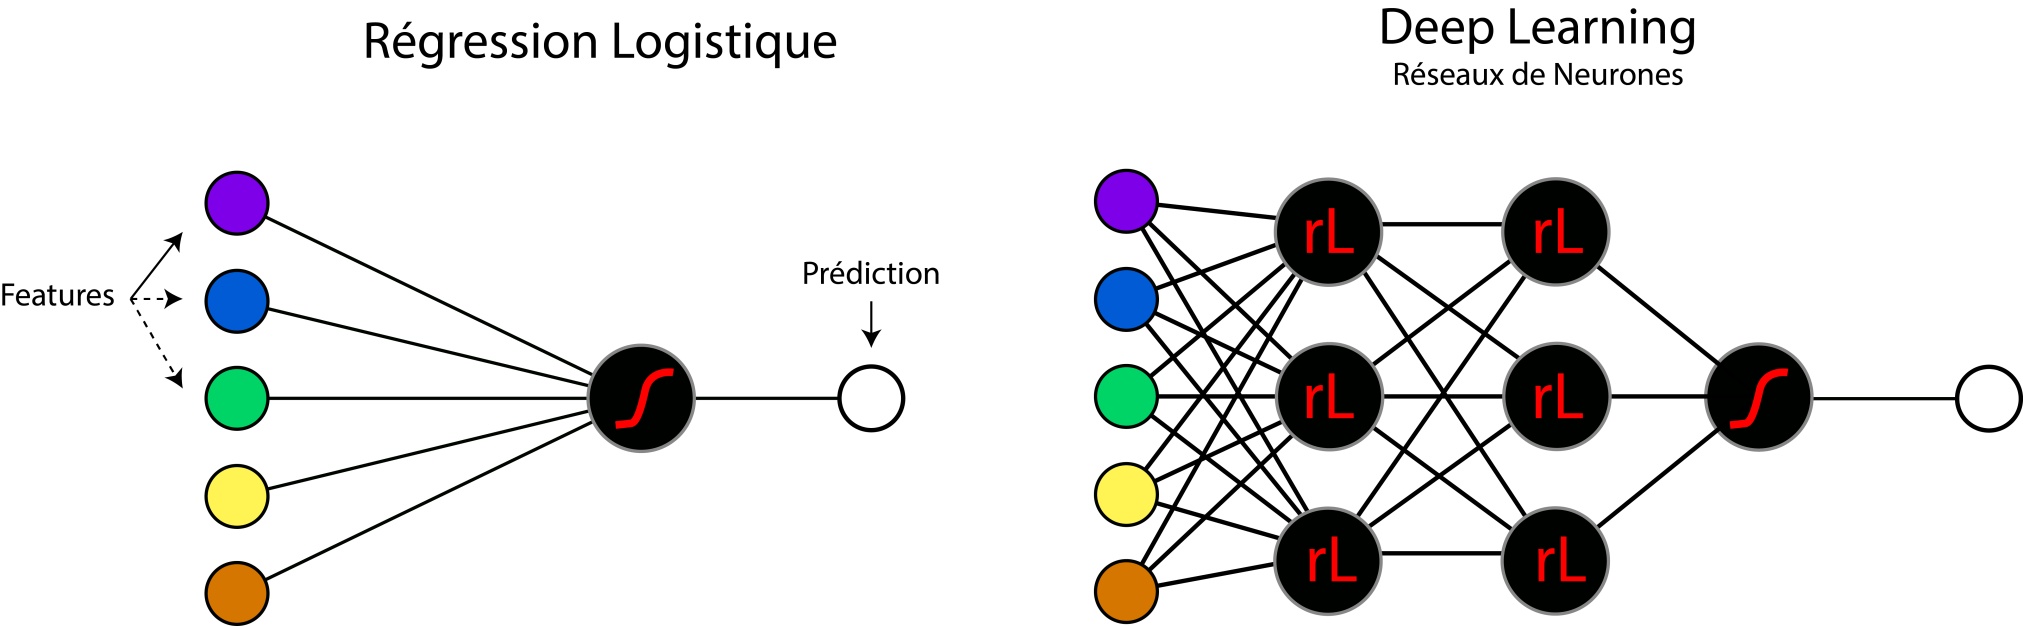 Régression Logistique
Features
Prédiction
Deep Learning
Réseaux de Neurones
rL
rL
rL
rL
rL
rL